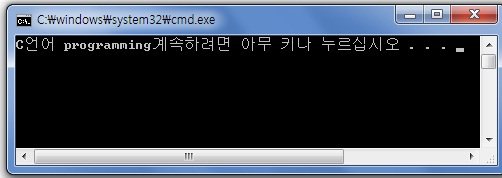 C:₩windows₩system32₩cmd.exe
C언어 programming계속하려면 아무 키나 누르십시오 . . .